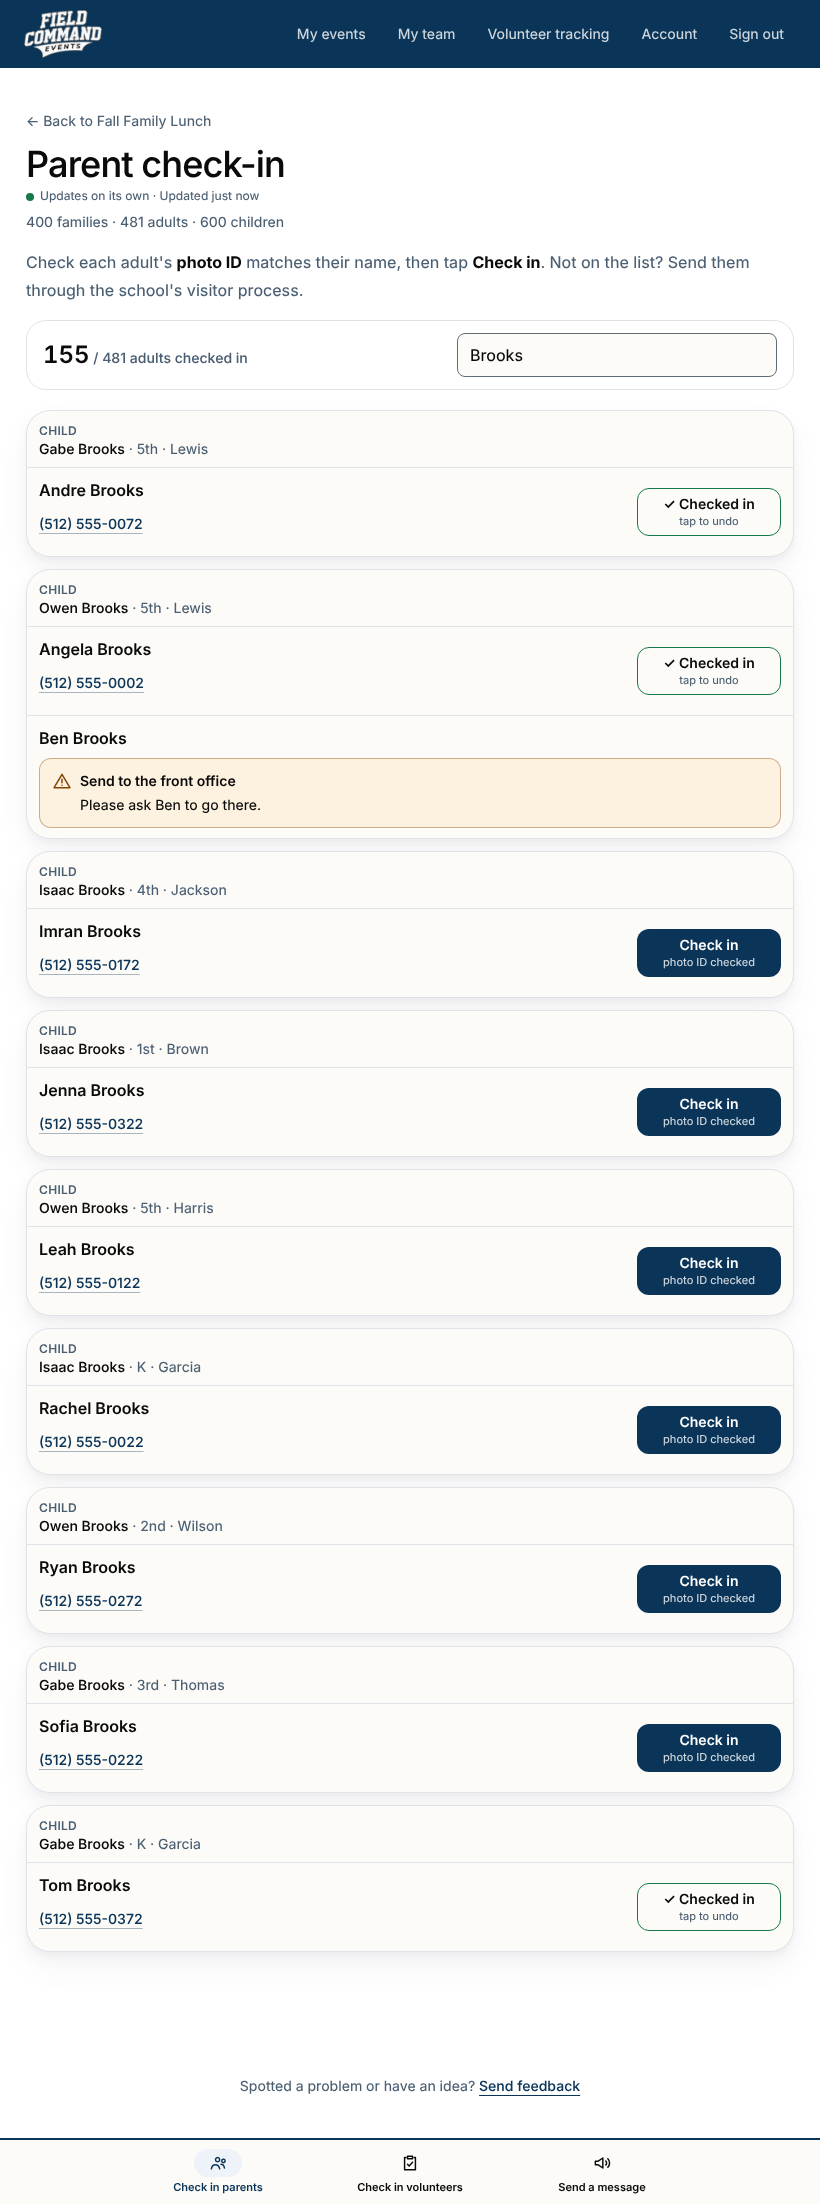 FIELD
COMMAND
EVENTS
My events
My team
Volunteer tracking
Account
Sign out
← Back to Fall Family Lunch
Parent check-in
Updates on its own · Updated just now
400 families · 481 adults · 600 children
Check each adult's photo ID matches their name, then tap Check in. Not on the list? Send them
through the school's visitor process.
155 / 481 adults checked in
Brooks
CHILD
Gabe Brooks · 5th · Lewis
Andre Brooks
(512) 555-0072
✓ Checked in
tap to undo
CHILD
Owen Brooks · 5th · Lewis
Angela Brooks
(512) 555-0002
✓ Checked in
tap to undo
Ben Brooks
Send to the front office
Please ask Ben to go there.
CHILD
Isaac Brooks · 4th · Jackson
Imran Brooks
(512) 555-0172
Check in
photo ID checked
CHILD
Isaac Brooks · 1st · Brown
Jenna Brooks
(512) 555-0322
Check in
photo ID checked
CHILD
Owen Brooks · 5th · Harris
Leah Brooks
(512) 555-0122
Check in
photo ID checked
CHILD
Isaac Brooks · K · Garcia
Rachel Brooks
(512) 555-0022
Check in
photo ID checked
CHILD
Owen Brooks · 2nd · Wilson
Ryan Brooks
(512) 555-0272
Check in
photo ID checked
CHILD
Gabe Brooks · 3rd · Thomas
Sofia Brooks
(512) 555-0222
Check in
photo ID checked
CHILD
Gabe Brooks · K · Garcia
Tom Brooks
(512) 555-0372
✓ Checked in
tap to undo
Spotted a problem or have an idea? Send feedback
Check in parents
Check in volunteers
Send a message